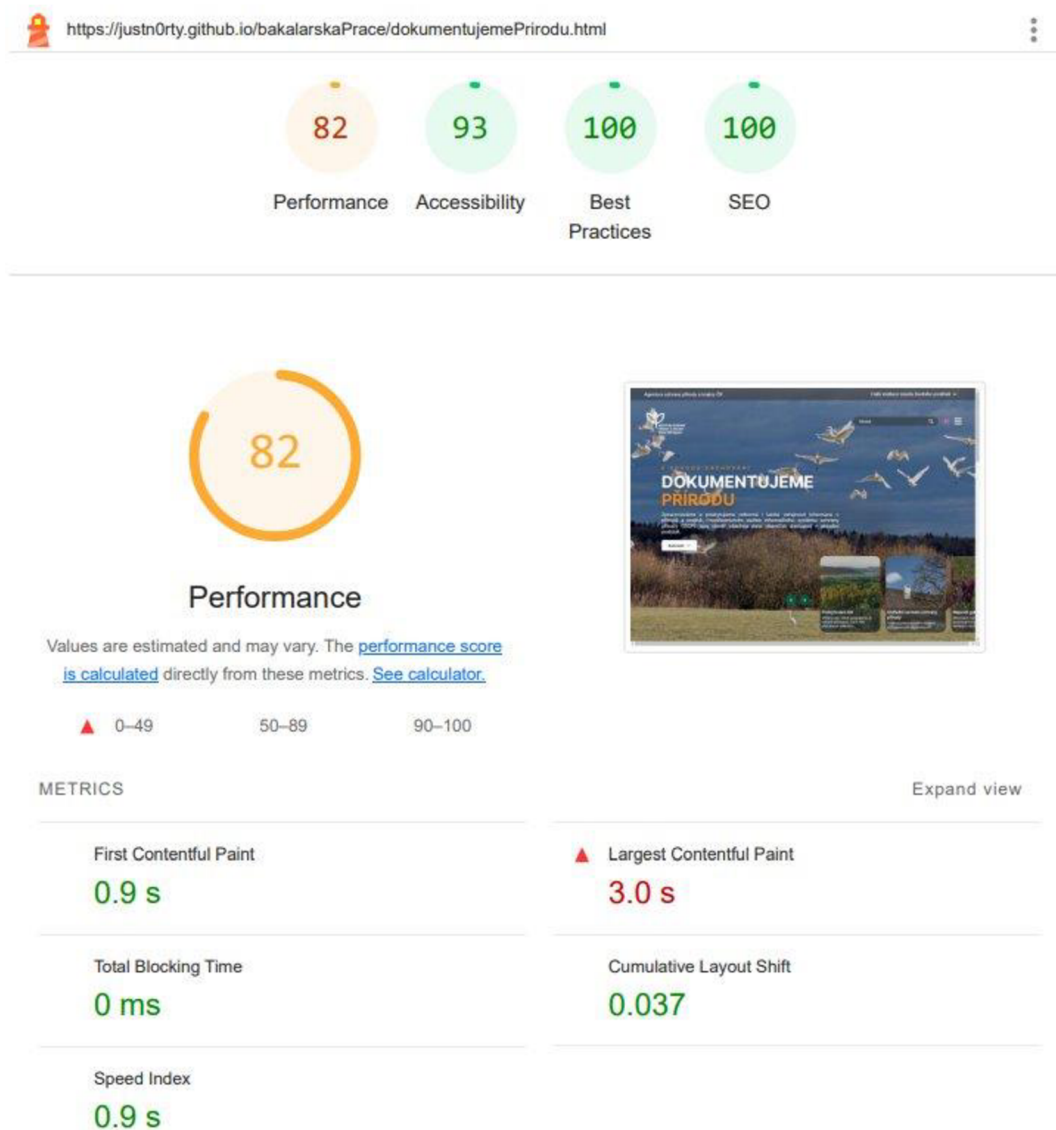 https://justn0rty.github.io/bakalarskaPrace/dokumentujemePrirodu.html
82
93
100
100
Performance
Accessibility
Best
Practices
SEO
82
Performance
Values are estimated and may vary. The performance score
is calculated directly from these metrics. See calculator.
0–49
50–89
90–100
DOKUMENTUJEME
PŘÍRODU
METRICS
Expand view
First Contentful Paint
0.9 s
Largest Contentful Paint
3.0 s
Total Blocking Time
0 ms
Cumulative Layout Shift
0.037
Speed Index
0.9 s